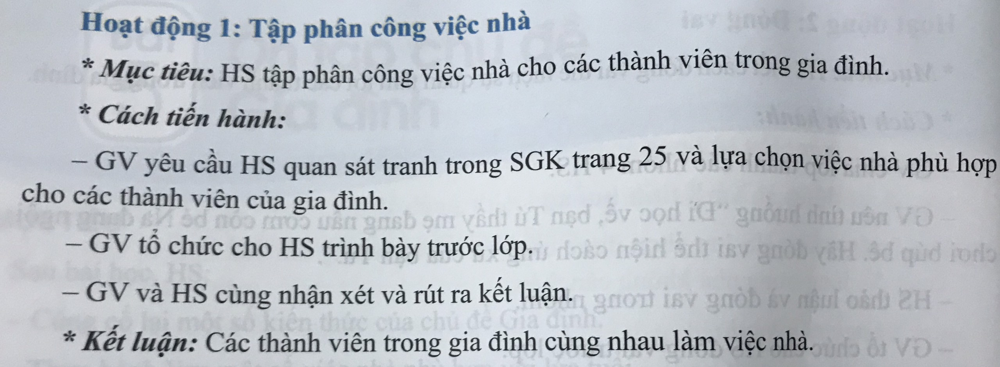 Hoạt động 1: Tập phân công việc nhà
* Mục tiêu: HS tập phân công việc nhà cho các thành viên trong gia đình.
* Cách tiến hành:
– GV yêu cầu HS quan sát tranh trong SGK trang 25 và lựa chọn việc nhà phù hợp
cho các thành viên của gia đình.
– GV tổ chức cho HS trình bày trước lớp.
– GV và HS cùng nhận xét và rút ra kết luận.
* Kết luận: Các thành viên trong gia đình cùng nhau làm việc nhà.